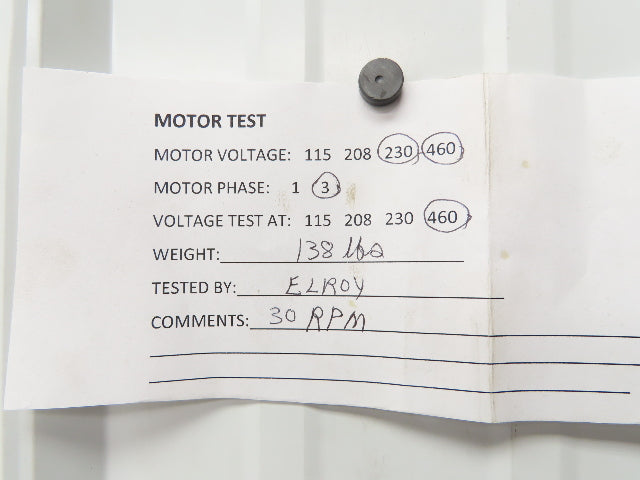 MOTOR TEST
MOTOR VOLTAGE: 115 208 230 460
MOTOR PHASE: 1 3
VOLTAGE TEST AT: 115 208 230 460
WEIGHT: 138 lbs
TESTED BY: ELROY
COMMENTS: 30 RPM